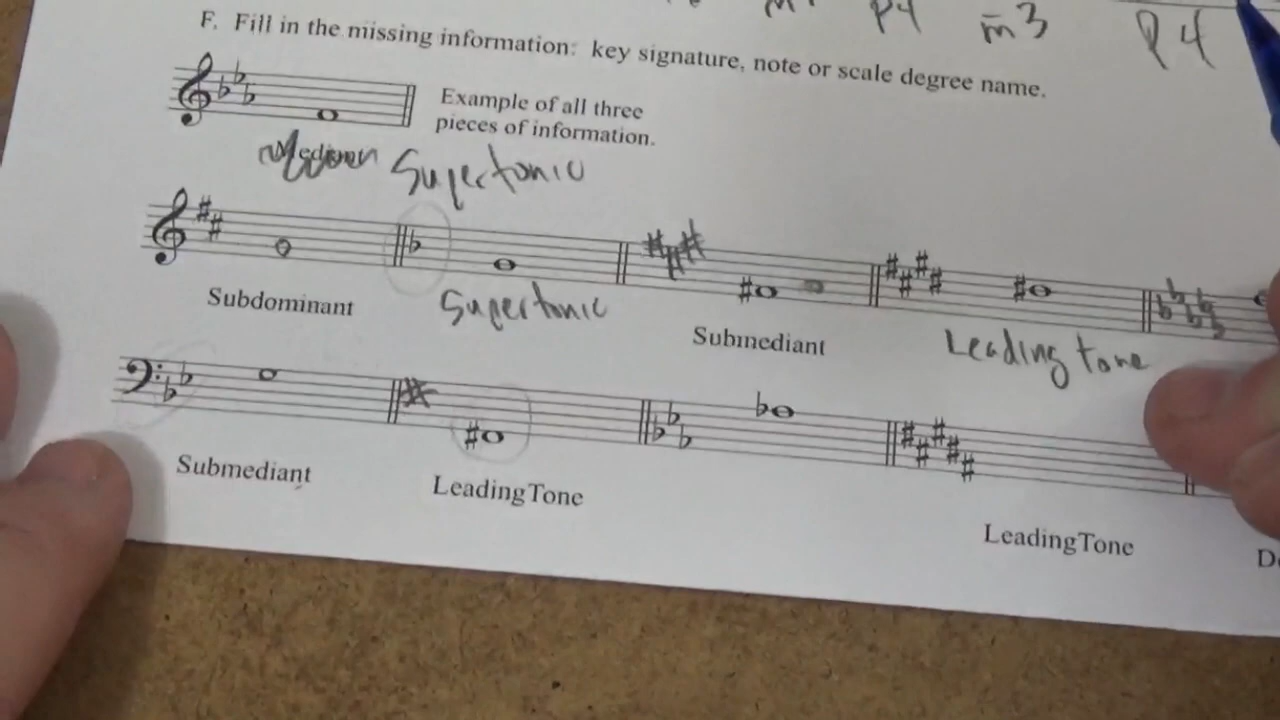 P4 m3 P4
F. Fill in the missing information: key signature, note or scale degree name.
Example of all three
pieces of information.
Supertonic
Subdominant Supertonic Submediant Leading tone
Submediant LeadingTone LeadingTone